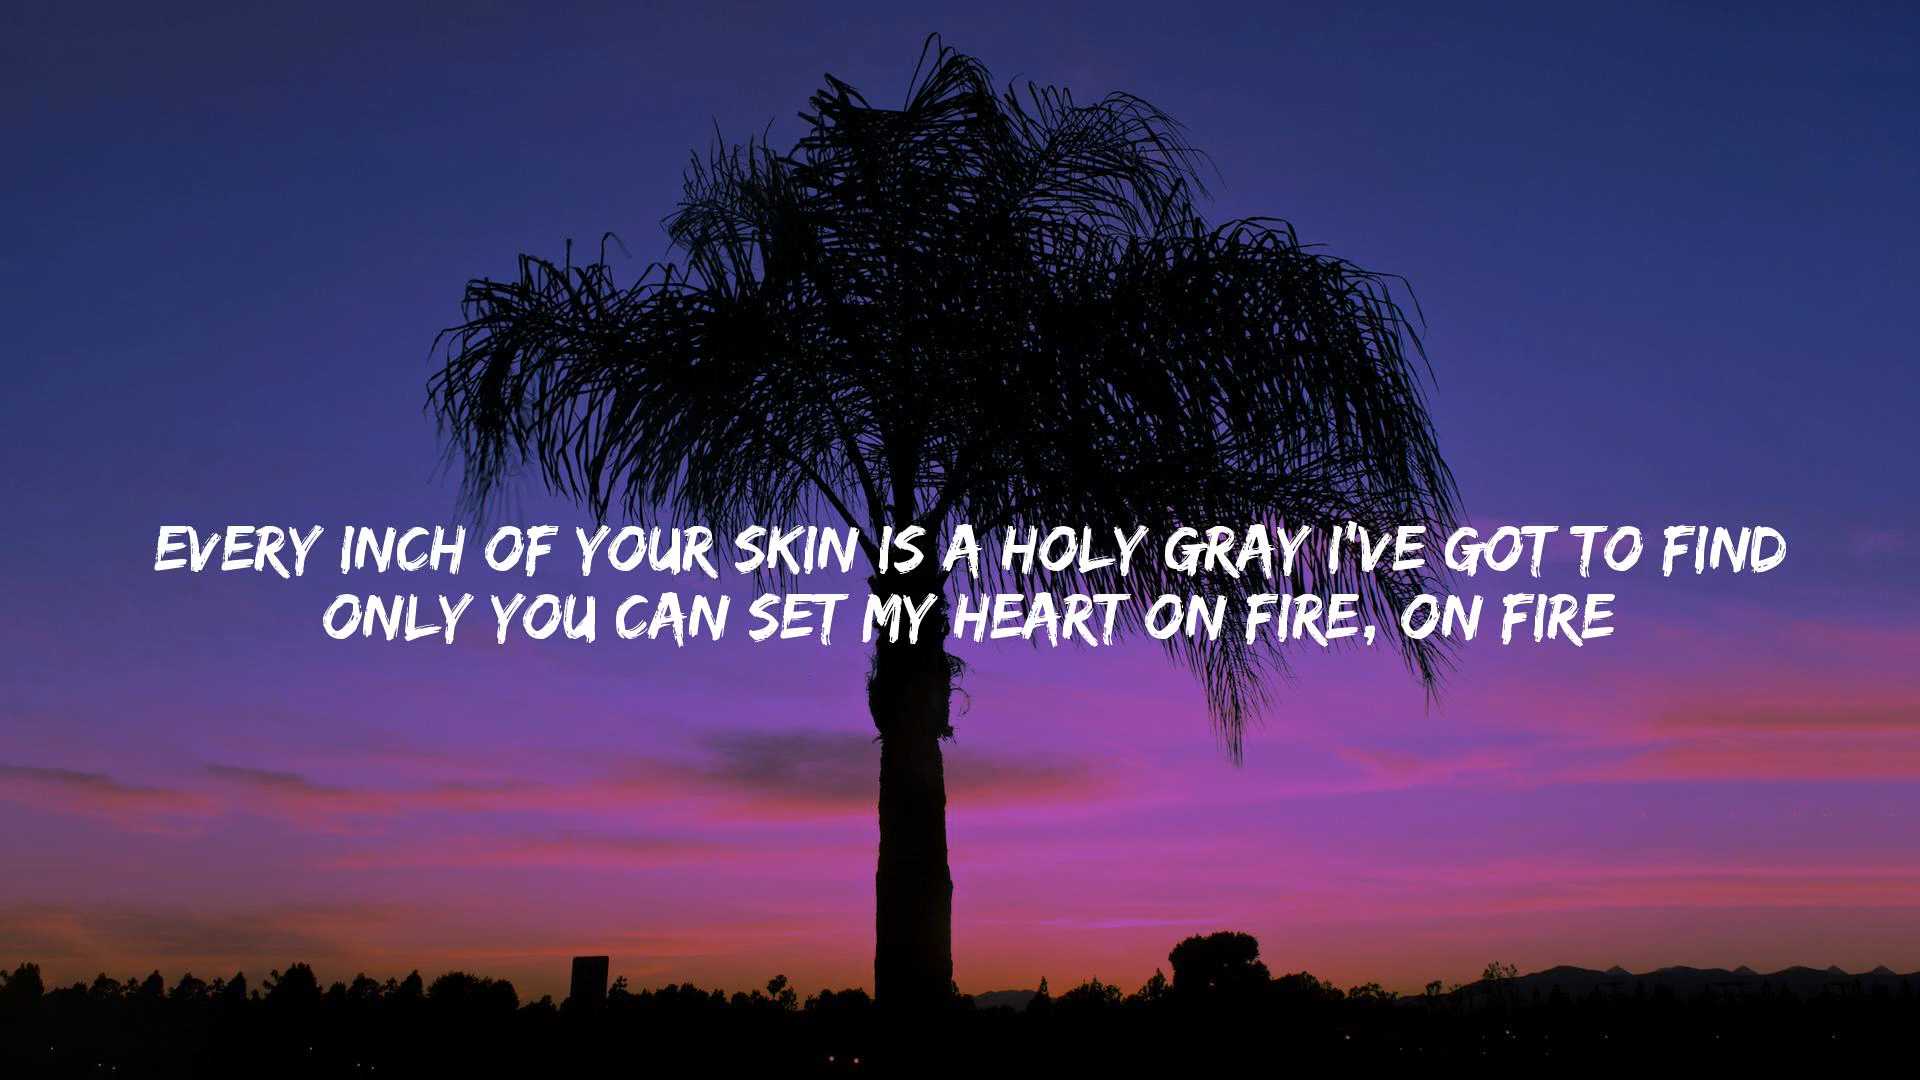 EVERY INCH OF YOUR SKIN IS A HOLY GRAY I'VE GOT TO FIND
ONLY YOU CAN SET MY HEART ON FIRE, ON FIRE